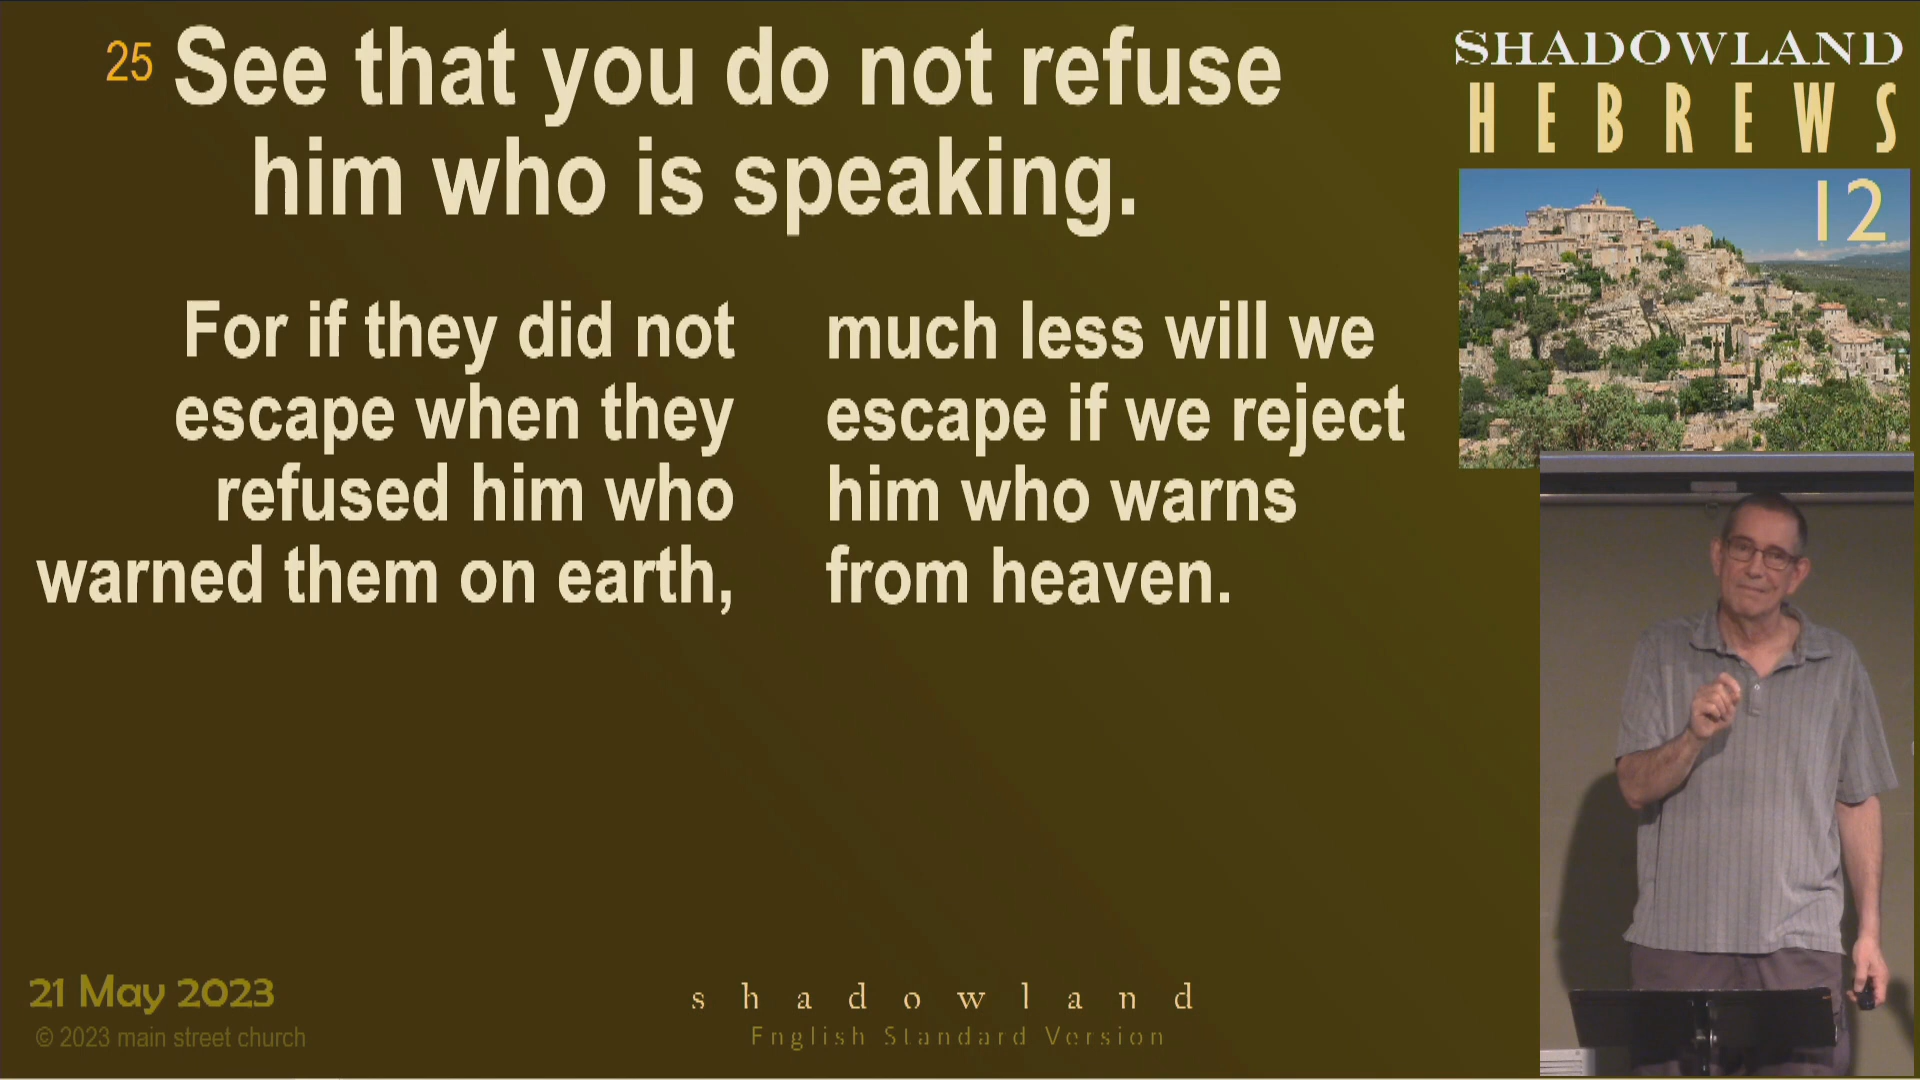 25 See that you do not refuse
him who is speaking.
For if they did not
escape when they
refused him who
warned them on earth,
much less will we
escape if we reject
him who warns
from heaven.
SHADOWLAND
HEBREWS
12
21 May 2023
© 2023 main street church
shadowland
English Standard Version